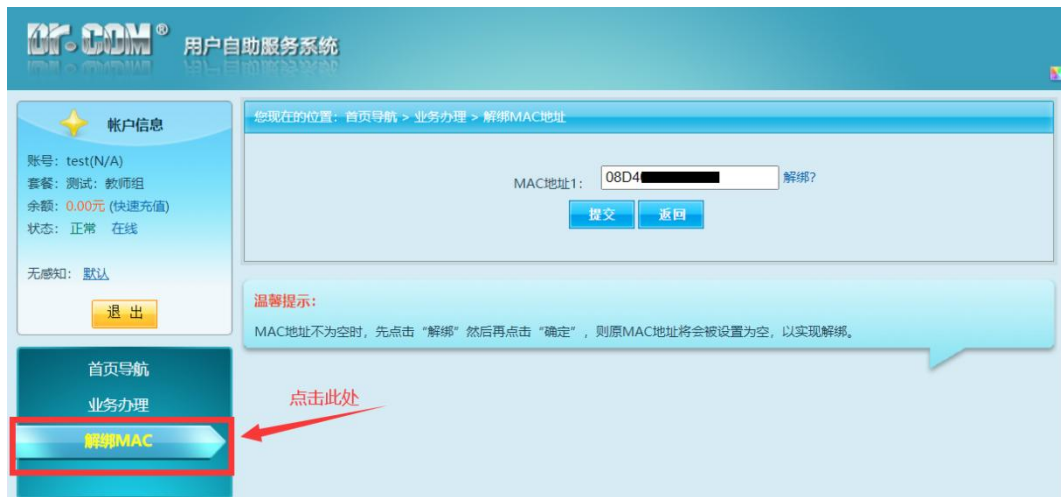 Dr.COM® 用户自助服务系统
帐户信息
账号：test(N/A)
套餐：测试：教师组
余额：0.00元 (快速充值)
状态： 正常 在线
无感知： 默认
退 出
首页导航
业务办理
解绑MAC
您现在的位置：首页导航 > 业务办理 > 解绑MAC地址
MAC地址1： 08D4 解绑?
提交 返回
温馨提示：
MAC地址不为空时，先点击“解绑”然后再点击“确定”，则原MAC地址将会被设置为空，以实现解绑。
点击此处